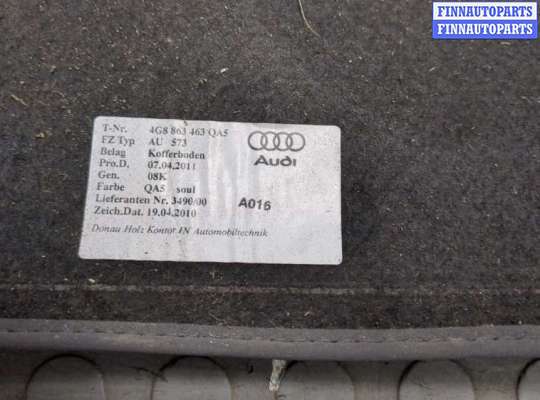 FINNAUTOPARTS
FINNAUTOPARTS
T-Nr. 4G8 863 463 QA5
FZ Typ AU 573
Belag Kofferboden
Pro.D. 07.04.2011
Gen. 08K
Farbe QA5 soul
Lieferanten Nr. 3490/00
Zeich.Dat. 19.04.2010
Donau Holz Kontor IN Automobiltechnik
Audi
A016